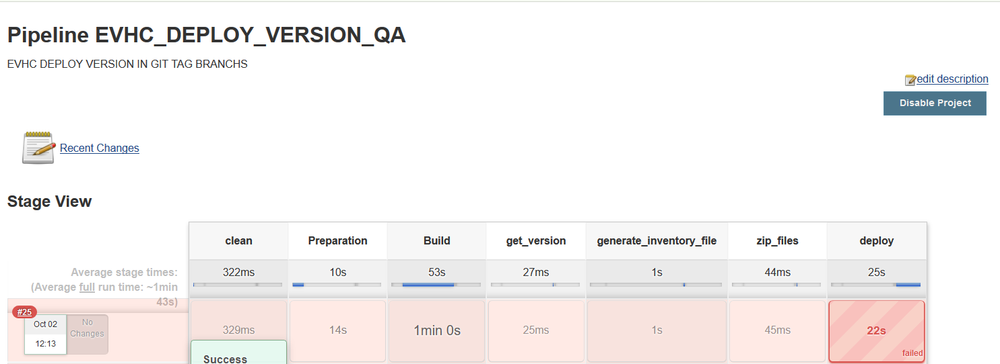 Pipeline EVHC_DEPLOY_VERSION_QA
EVHC DEPLOY VERSION IN GIT TAG BRANCHS
edit description
Disable Project
Recent Changes
Stage View
clean Preparation Build get_version generate_inventory_file zip_files deploy
Average stage times: 322ms 10s 53s 27ms 1s 44ms 25s
(Average full run time: ~1min
43s)
#25
Oct 02 No
Changes
12:13
329ms 14s 1min 0s 25ms 1s 45ms 22s
failed
Success